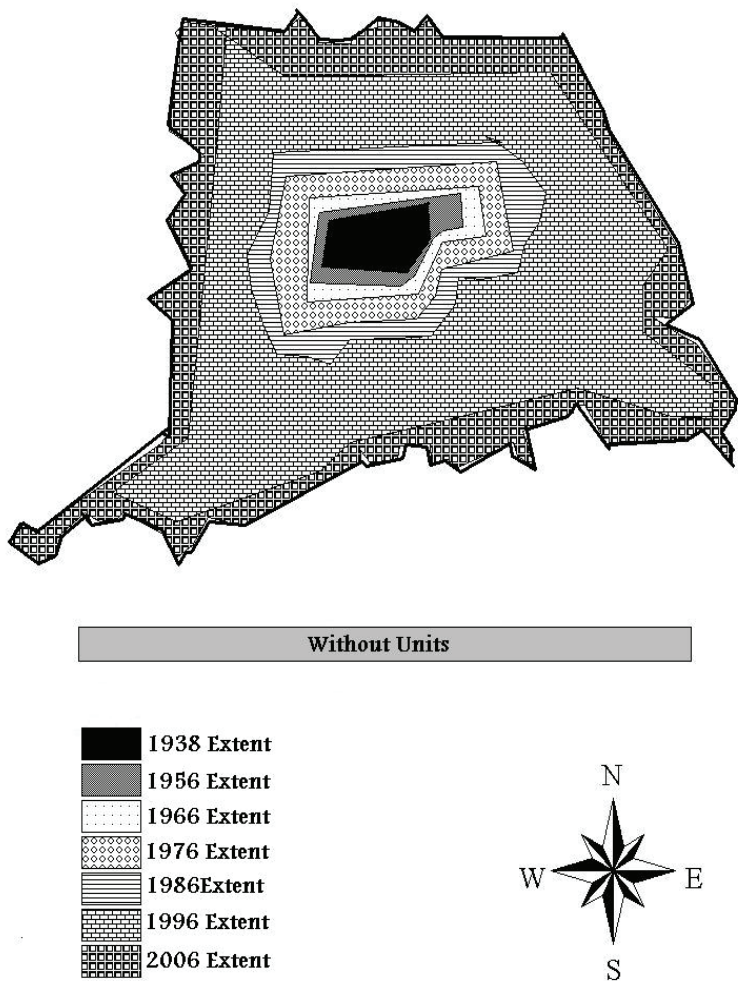 Without Units
1938 Extent
1956 Extent
1966 Extent
1976 Extent
1986Extent
1996 Extent
2006 Extent
N
W E
S